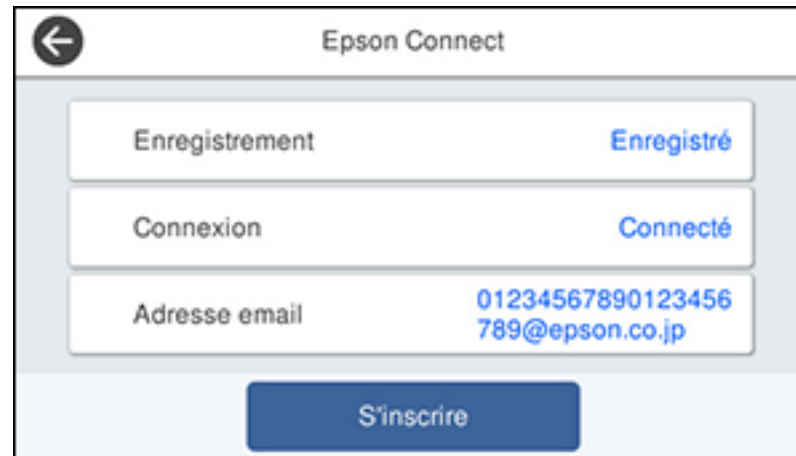 Epson Connect
Enregistrement Enregistré
Connexion Connecté
Adresse email 01234567890123456
789@epson.co.jp
S'inscrire